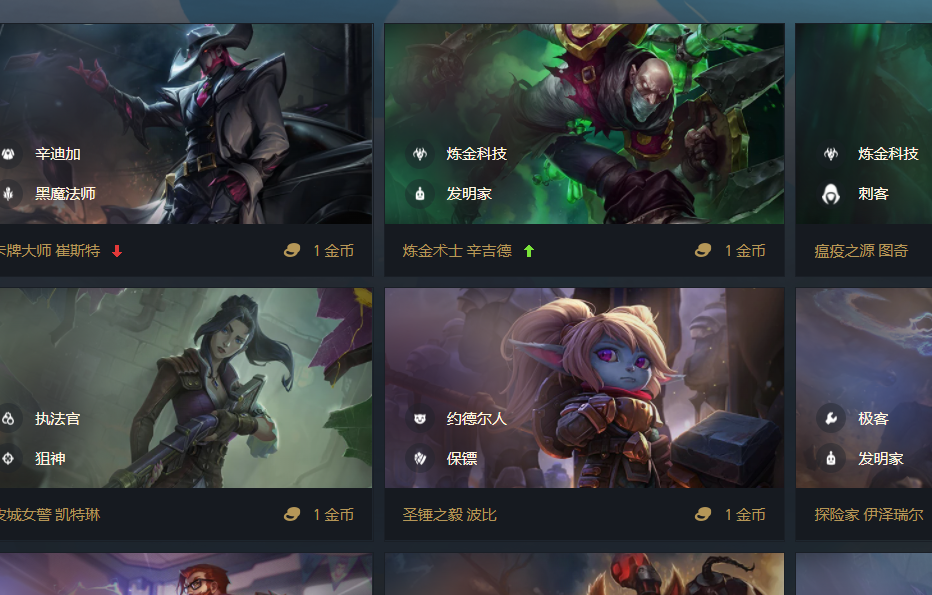 辛迪加
黑魔法师
卡牌大师 崔斯特
1 金币
炼金科技
发明家
炼金术士 辛吉德
1 金币
炼金科技
刺客
瘟疫之源 图奇
执法官
狙神
皮城女警 凯特琳
1 金币
约德尔人
保镖
圣锤之毅 波比
1 金币
极客
发明家
探险家 伊泽瑞尔